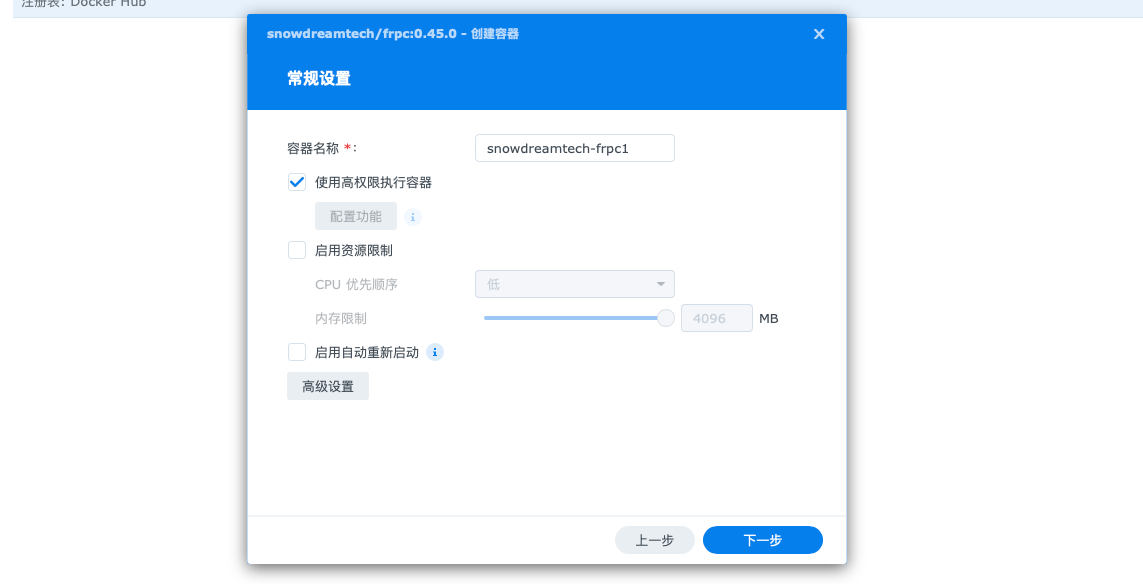 注册表: Docker Hub
snowdreamtech/frpc:0.45.0 - 创建容器
常规设置
容器名称 *: snowdreamtech-frpc1
使用高权限执行容器
配置功能
启用资源限制
CPU 优先顺序 低
内存限制 4096 MB
启用自动重新启动
高级设置
上一步 下一步